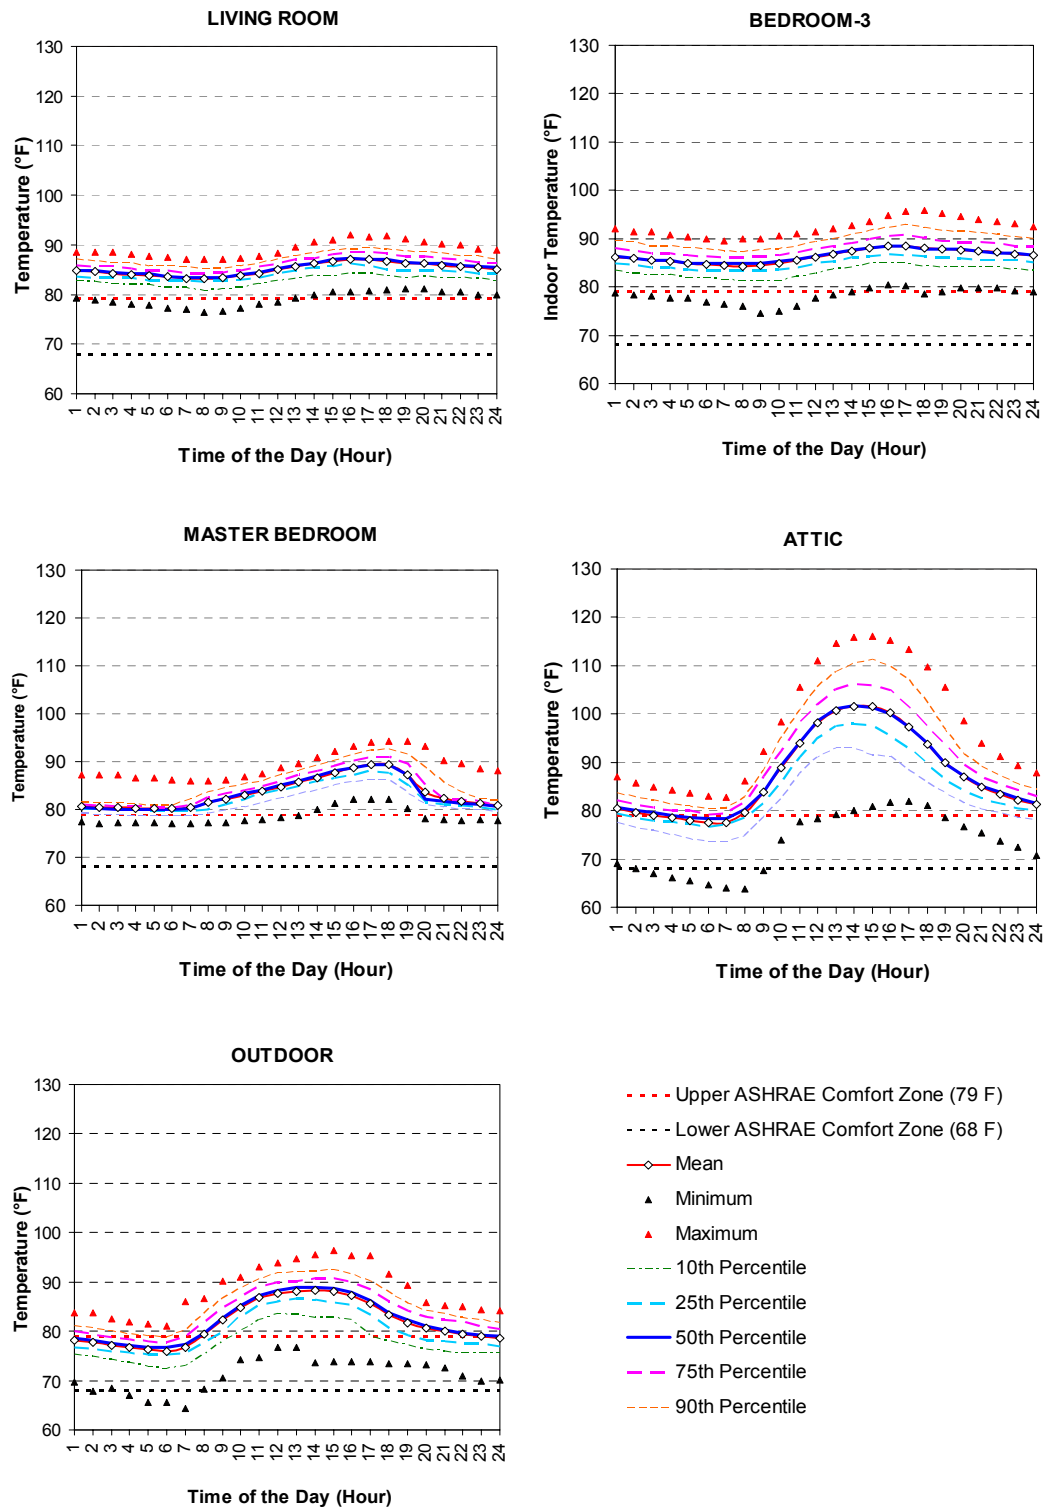 LIVING ROOM
130
120
110
100
90
80
70
60
Temperature (°F)
1 2 3 4 5 6 7 8 9 10 11 12 13 14 15 16 17 18 19 20 21 22 23 24
Time of the Day (Hour)
BEDROOM-3
130
120
110
100
90
80
70
60
Indoor Temperature (°F)
1 2 3 4 5 6 7 8 9 10 11 12 13 14 15 16 17 18 19 20 21 22 23 24
Time of the Day (Hour)
MASTER BEDROOM
130
120
110
100
90
80
70
60
Temperature (°F)
1 2 3 4 5 6 7 8 9 10 11 12 13 14 15 16 17 18 19 20 21 22 23 24
Time of the Day (Hour)
ATTIC
130
120
110
100
90
80
70
60
Temperature (°F)
1 2 3 4 5 6 7 8 9 10 11 12 13 14 15 16 17 18 19 20 21 22 23 24
Time of the Day (Hour)
OUTDOOR
130
120
110
100
90
80
70
60
Temperature (°F)
1 2 3 4 5 6 7 8 9 10 11 12 13 14 15 16 17 18 19 20 21 22 23 24
Time of the Day (Hour)
Upper ASHRAE Comfort Zone (79 F)
Lower ASHRAE Comfort Zone (68 F)
Mean
Minimum
Maximum
10th Percentile
25th Percentile
50th Percentile
75th Percentile
90th Percentile